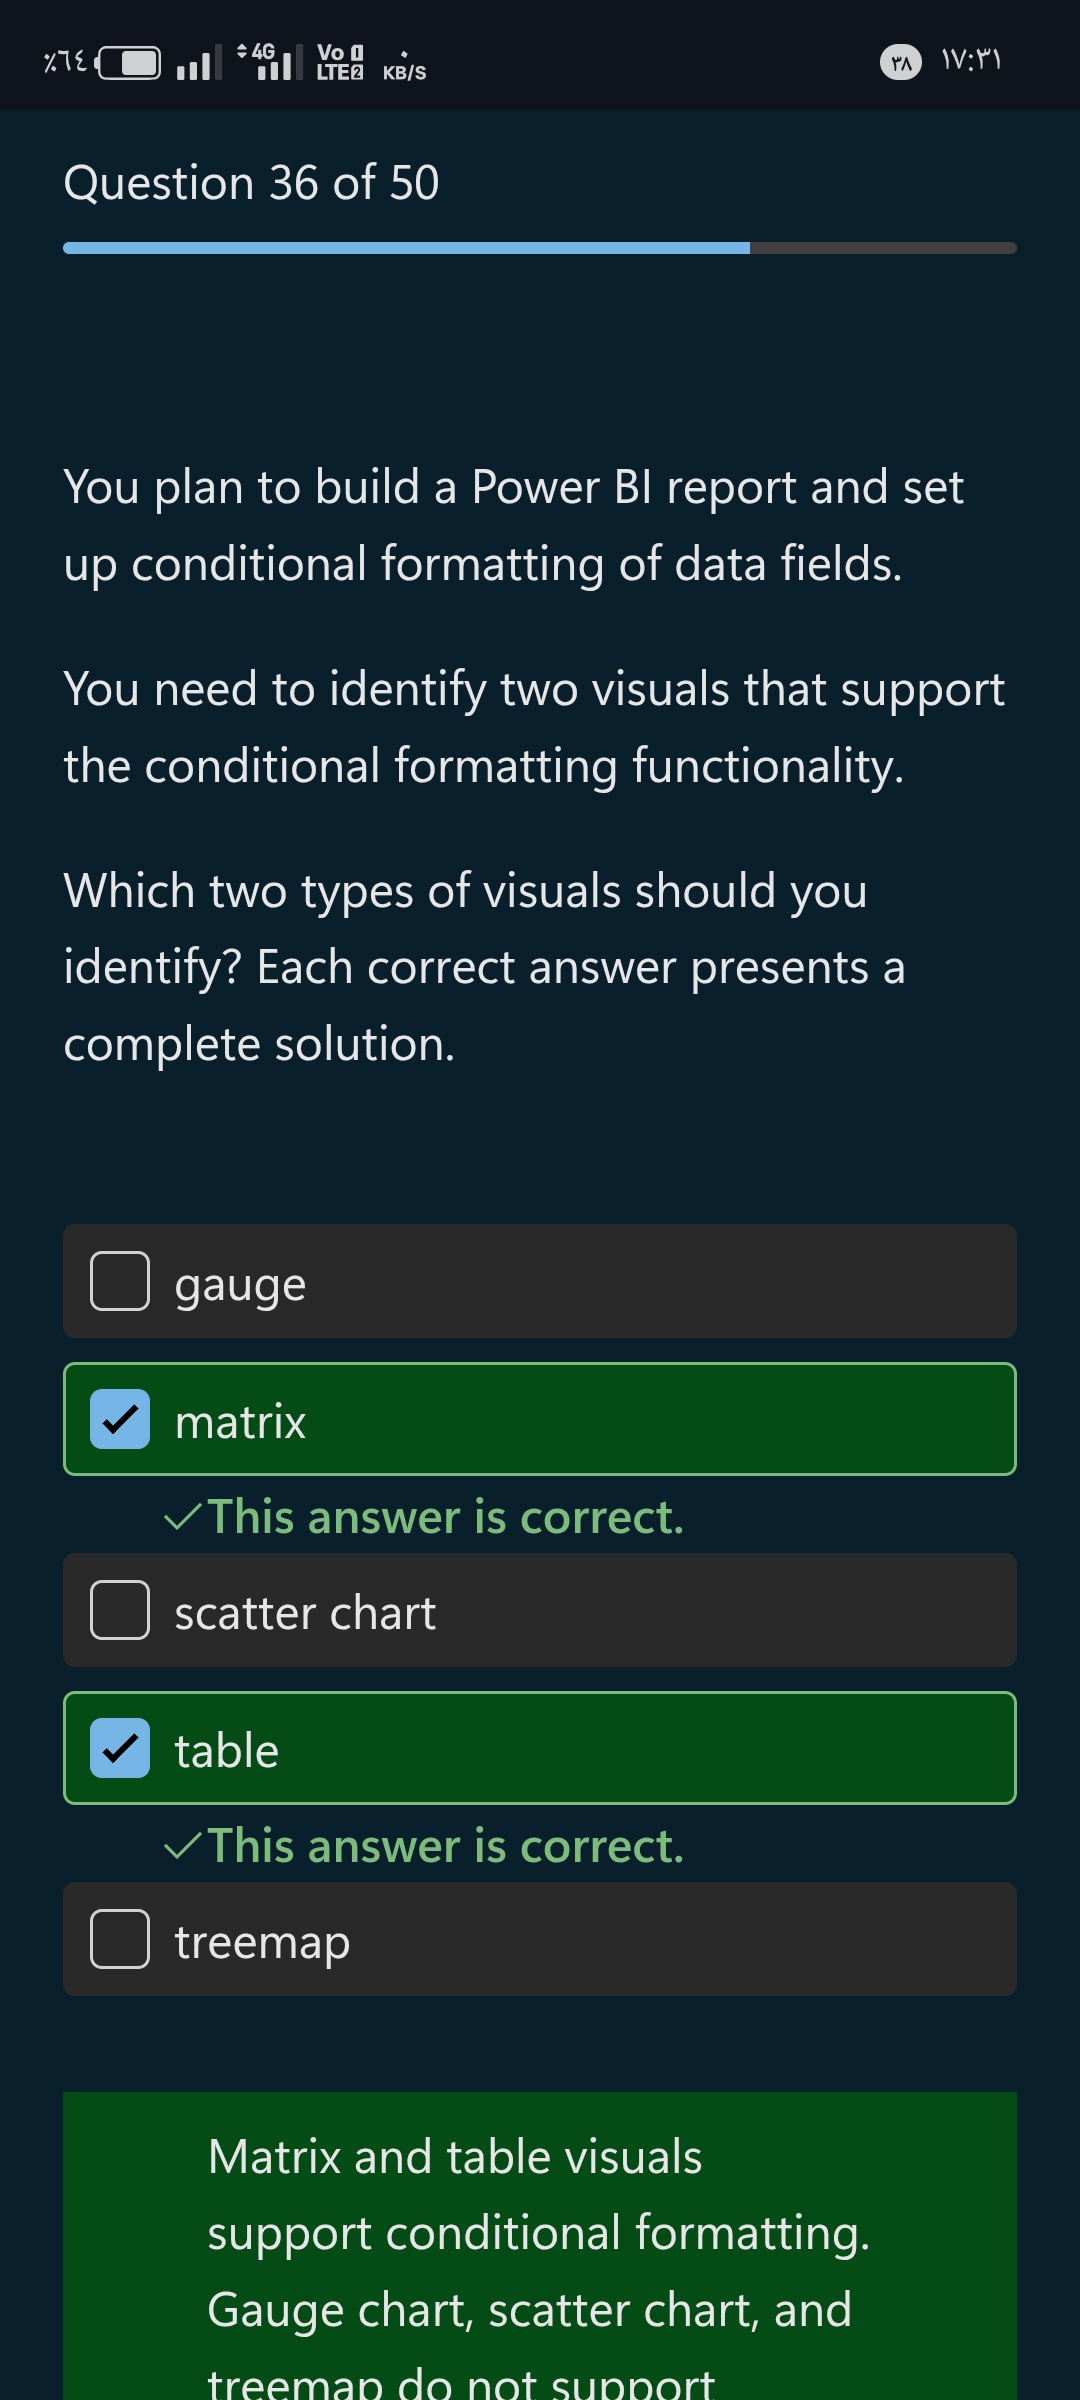 ٪٦٤ 4G Vo 1 LTE 2 ٠ KB/S ٣٨ ١٧:٣١
Question 36 of 50
You plan to build a Power BI report and set
up conditional formatting of data fields.
You need to identify two visuals that support
the conditional formatting functionality.
Which two types of visuals should you
identify? Each correct answer presents a
complete solution.
gauge
matrix
This answer is correct.
scatter chart
table
This answer is correct.
treemap
Matrix and table visuals
support conditional formatting.
Gauge chart, scatter chart, and
treemap do not support